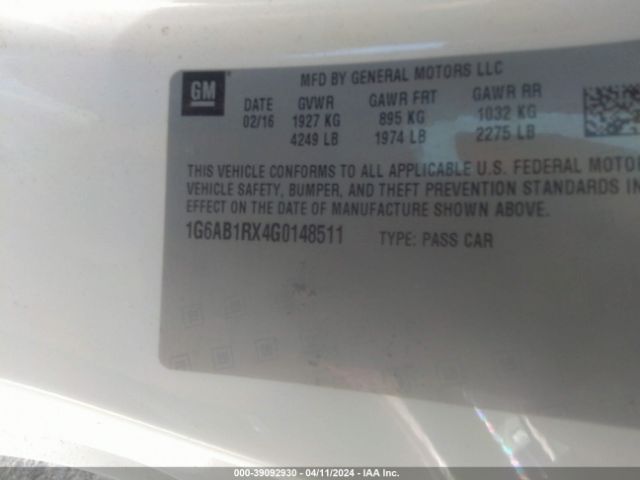 GM
MFD BY GENERAL MOTORS LLC
DATE GVWR GAWR FRT GAWR RR
02/16 1927 KG 895 KG 1032 KG
4249 LB 1974 LB 2275 LB
THIS VEHICLE CONFORMS TO ALL APPLICABLE U.S. FEDERAL MOTOR
VEHICLE SAFETY, BUMPER, AND THEFT PREVENTION STANDARDS IN
EFFECT ON THE DATE OF MANUFACTURE SHOWN ABOVE.
1G6AB1RX4G0148511 TYPE: PASS CAR
000-39092930 - 04/11/2024 - IAA Inc.